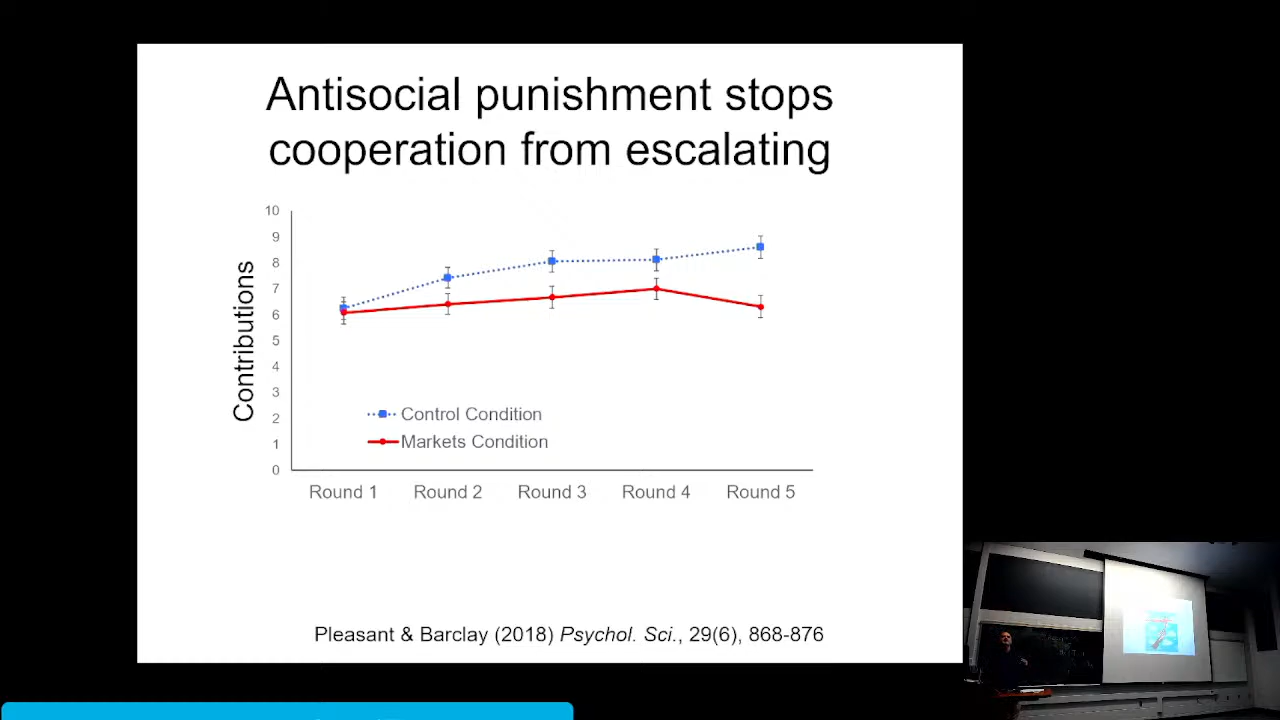 Antisocial punishment stops
cooperation from escalating
10
9
8
7
6
5
4
3
2
1
0
Contributions
Control Condition
Markets Condition
Round 1 Round 2 Round 3 Round 4 Round 5
Pleasant & Barclay (2018) Psychol. Sci., 29(6), 868-876